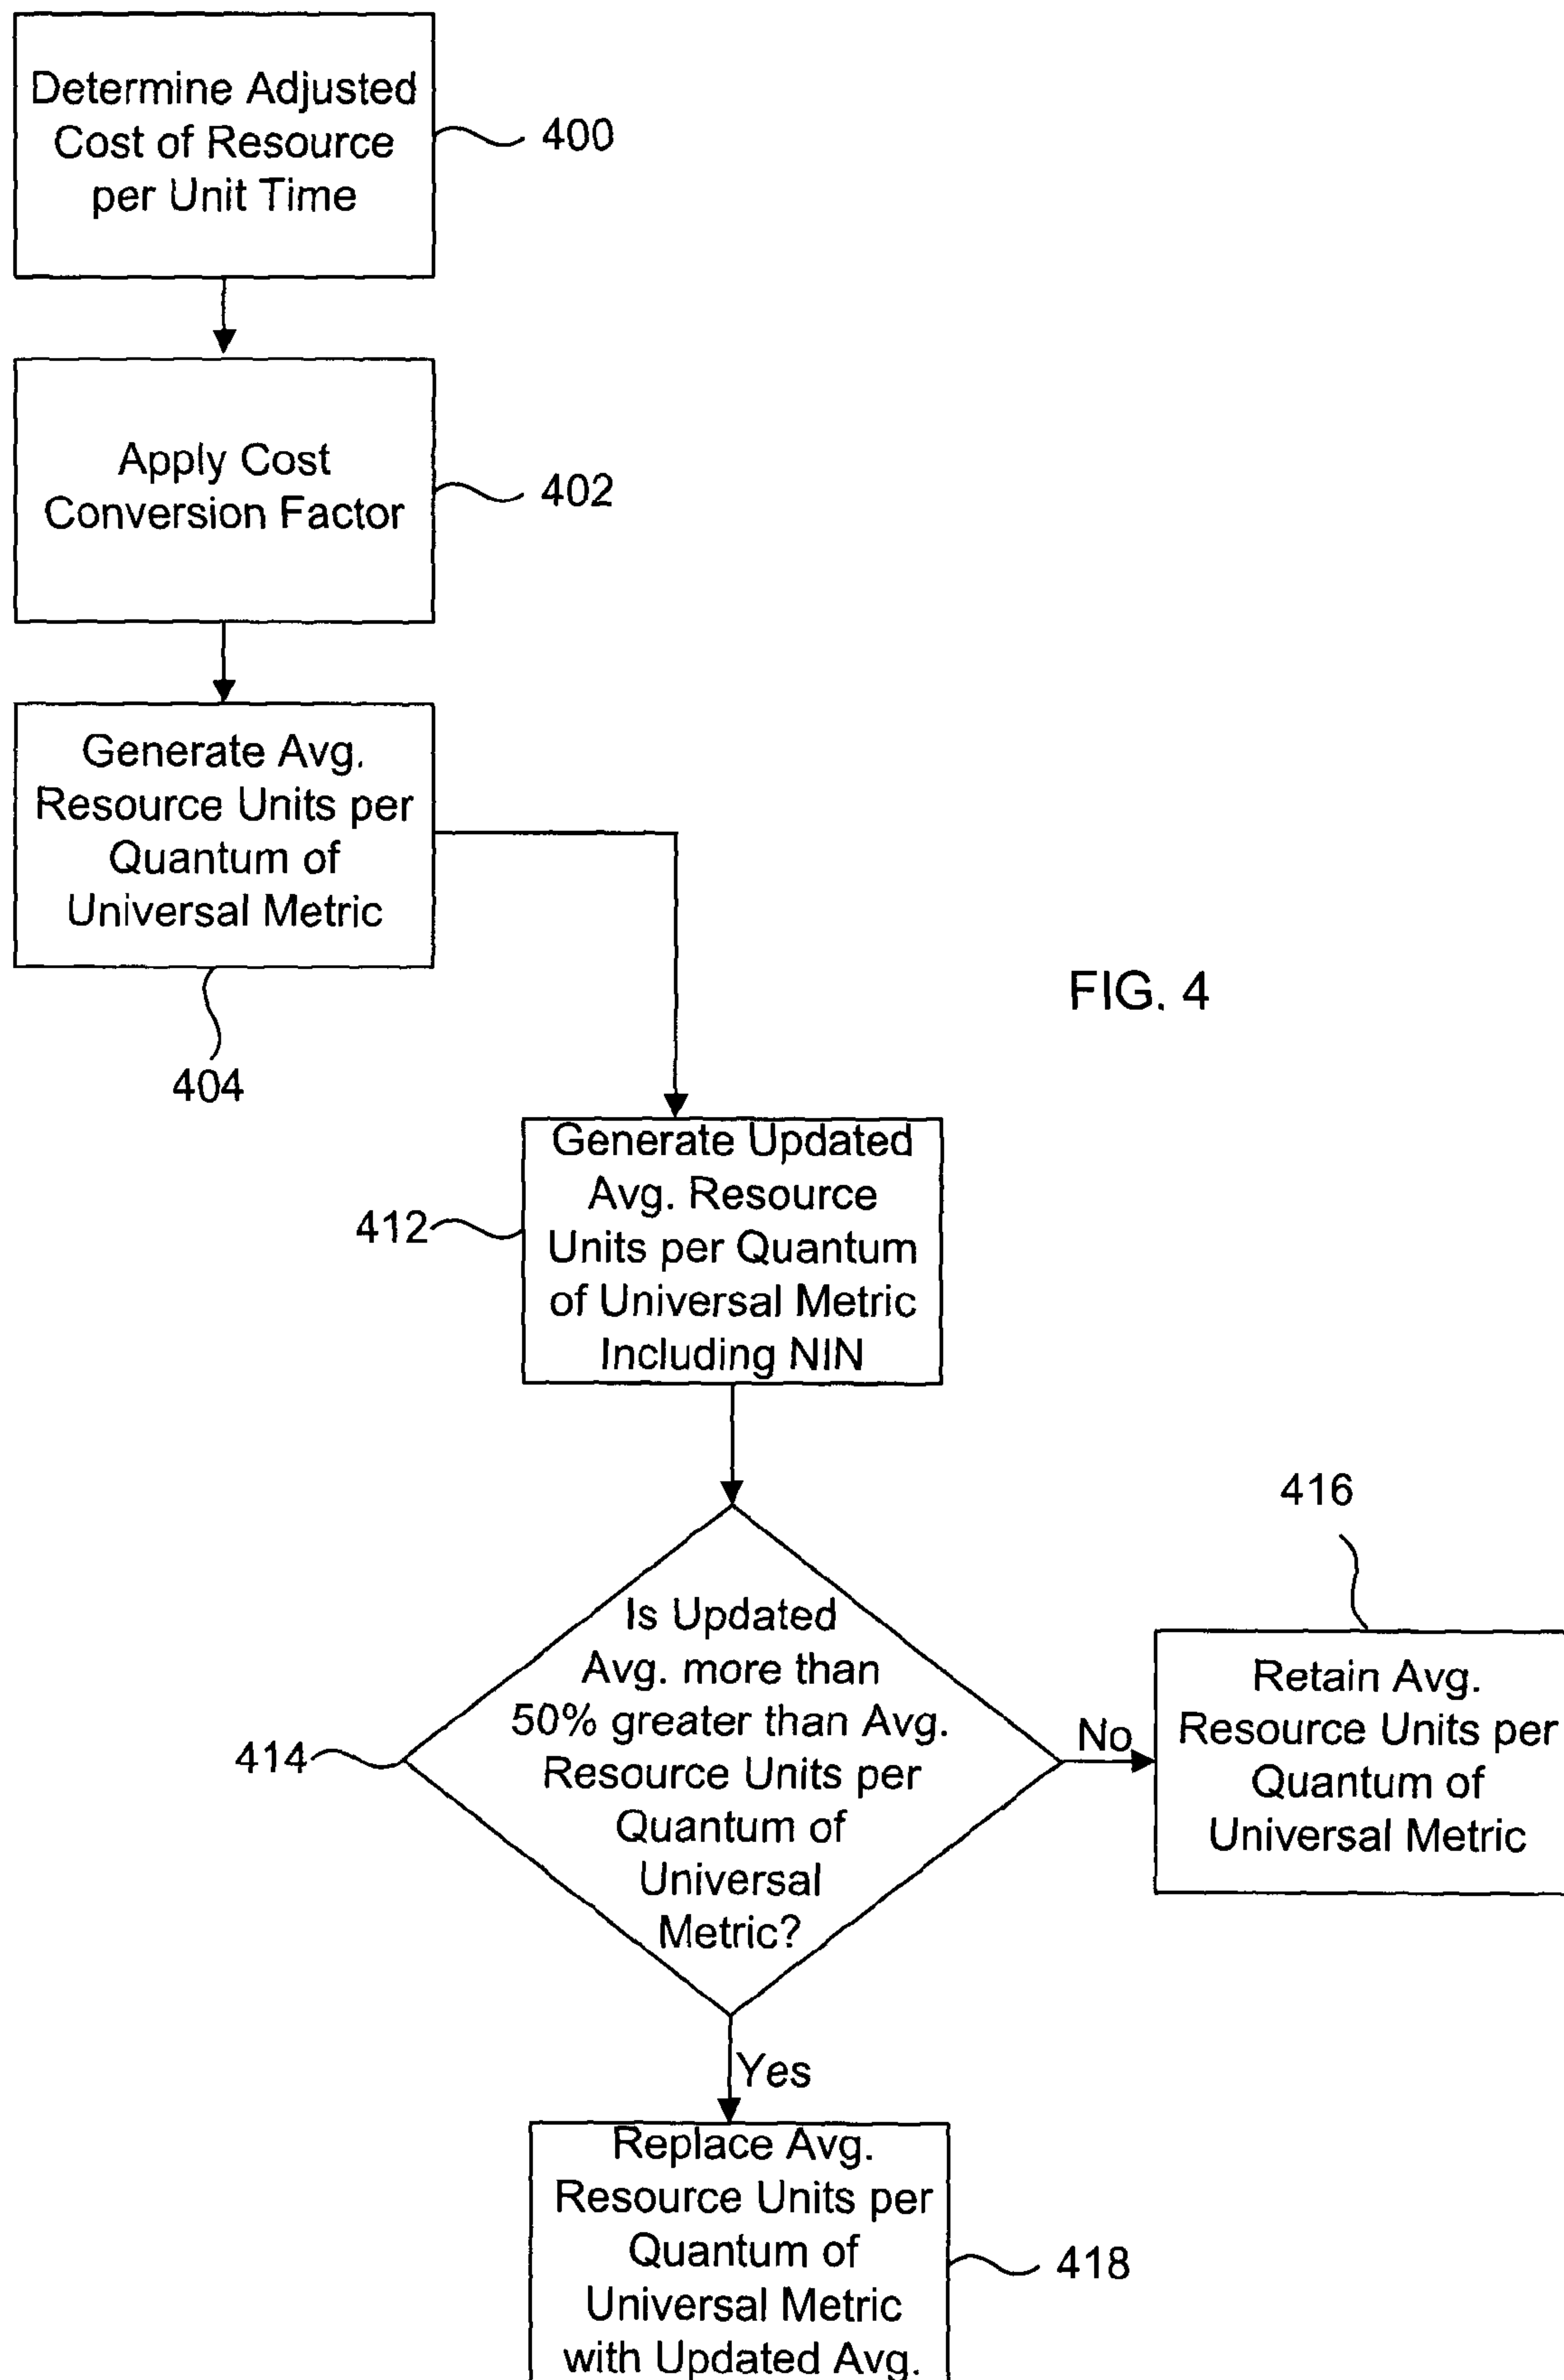 Determine Adjusted
Cost of Resource
per Unit Time
400
Apply Cost
Conversion Factor
402
Generate Avg.
Resource Units per
Quantum of
Universal Metric
404
FIG. 4
Generate Updated
Avg. Resource
Units per Quantum
of Universal Metric
Including NIN
412
Is Updated
Avg. more than
50% greater than Avg.
Resource Units per
Quantum of
Universal
Metric?
414
No
416
Retain Avg.
Resource Units per
Quantum of
Universal Metric
Yes
Replace Avg.
Resource Units per
Quantum of
Universal Metric
with Updated Avg.
418